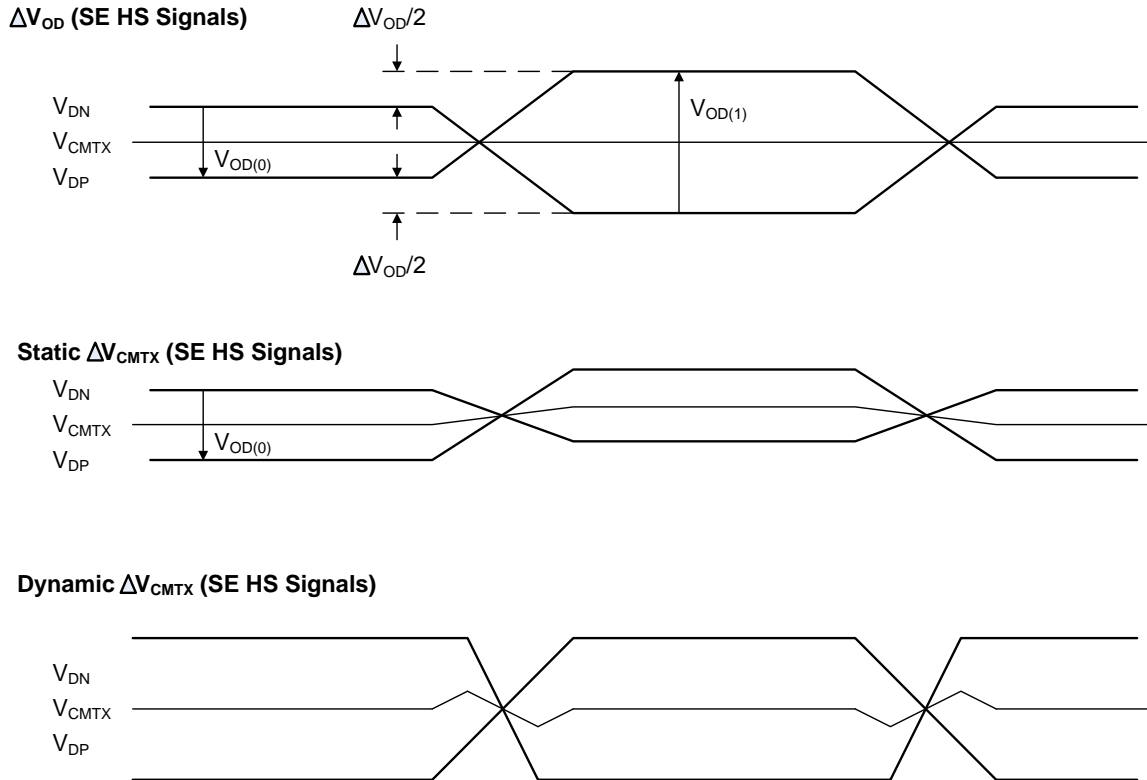 ΔV_OD (SE HS Signals)
ΔV_OD/2
V_DN
V_CMTX
V_DP
V_OD(0)
V_OD(1)
ΔV_OD/2
Static ΔV_CMTX (SE HS Signals)
V_DN
V_CMTX
V_DP
V_OD(0)
Dynamic ΔV_CMTX (SE HS Signals)
V_DN
V_CMTX
V_DP